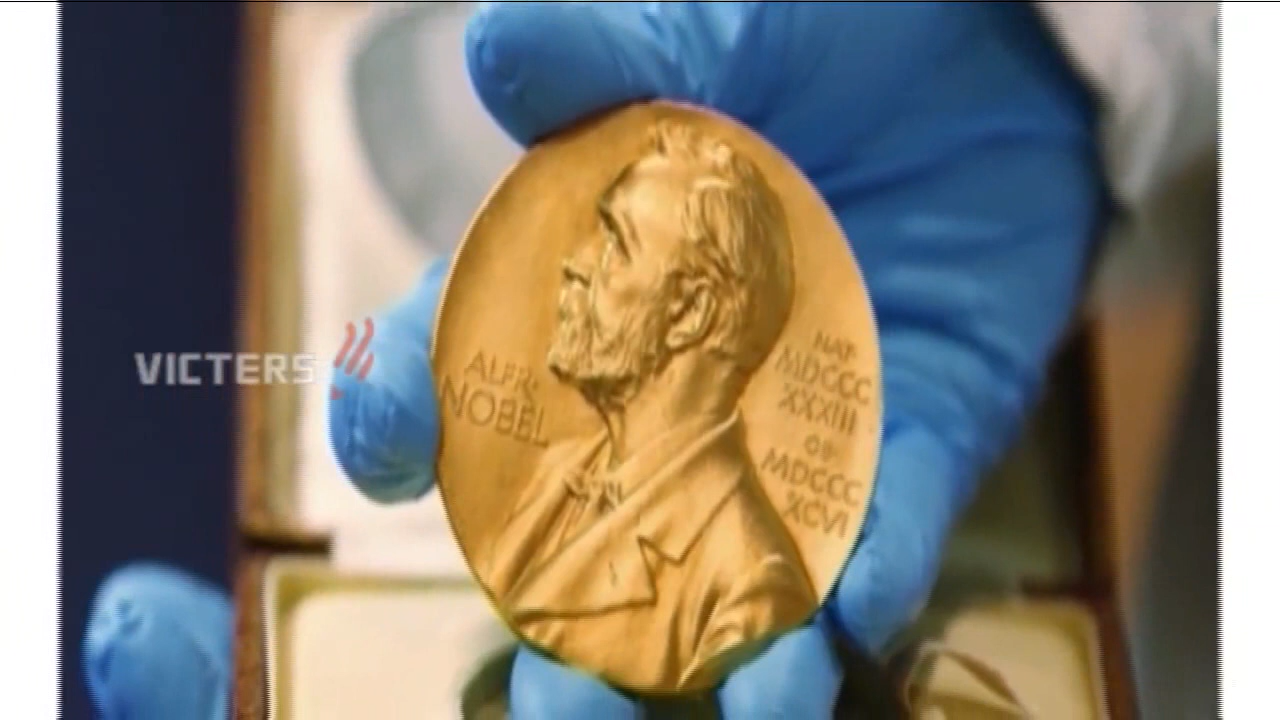 VICTERS
ALFR·
NOBEL
NAT·
MDCCC
XXXIII
OB·
MDCCC
XCVI